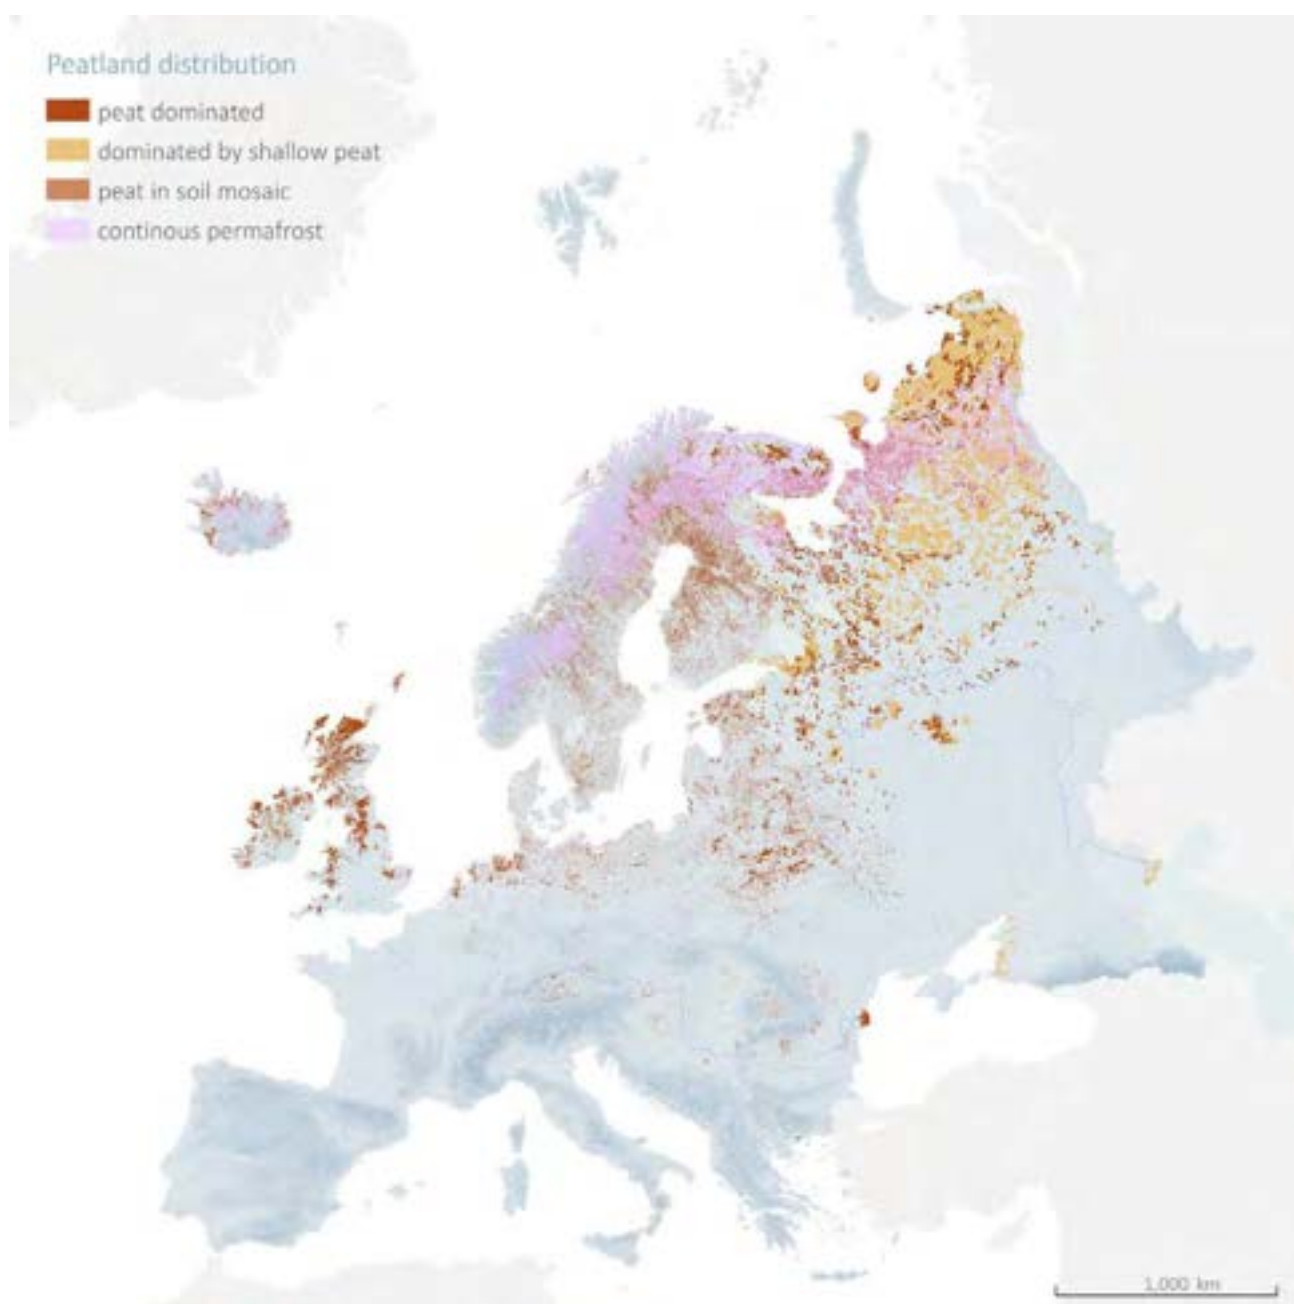 Peatland distribution
peat dominated
dominated by shallow peat
peat in soil mosaic
continous permafrost
1,000 km